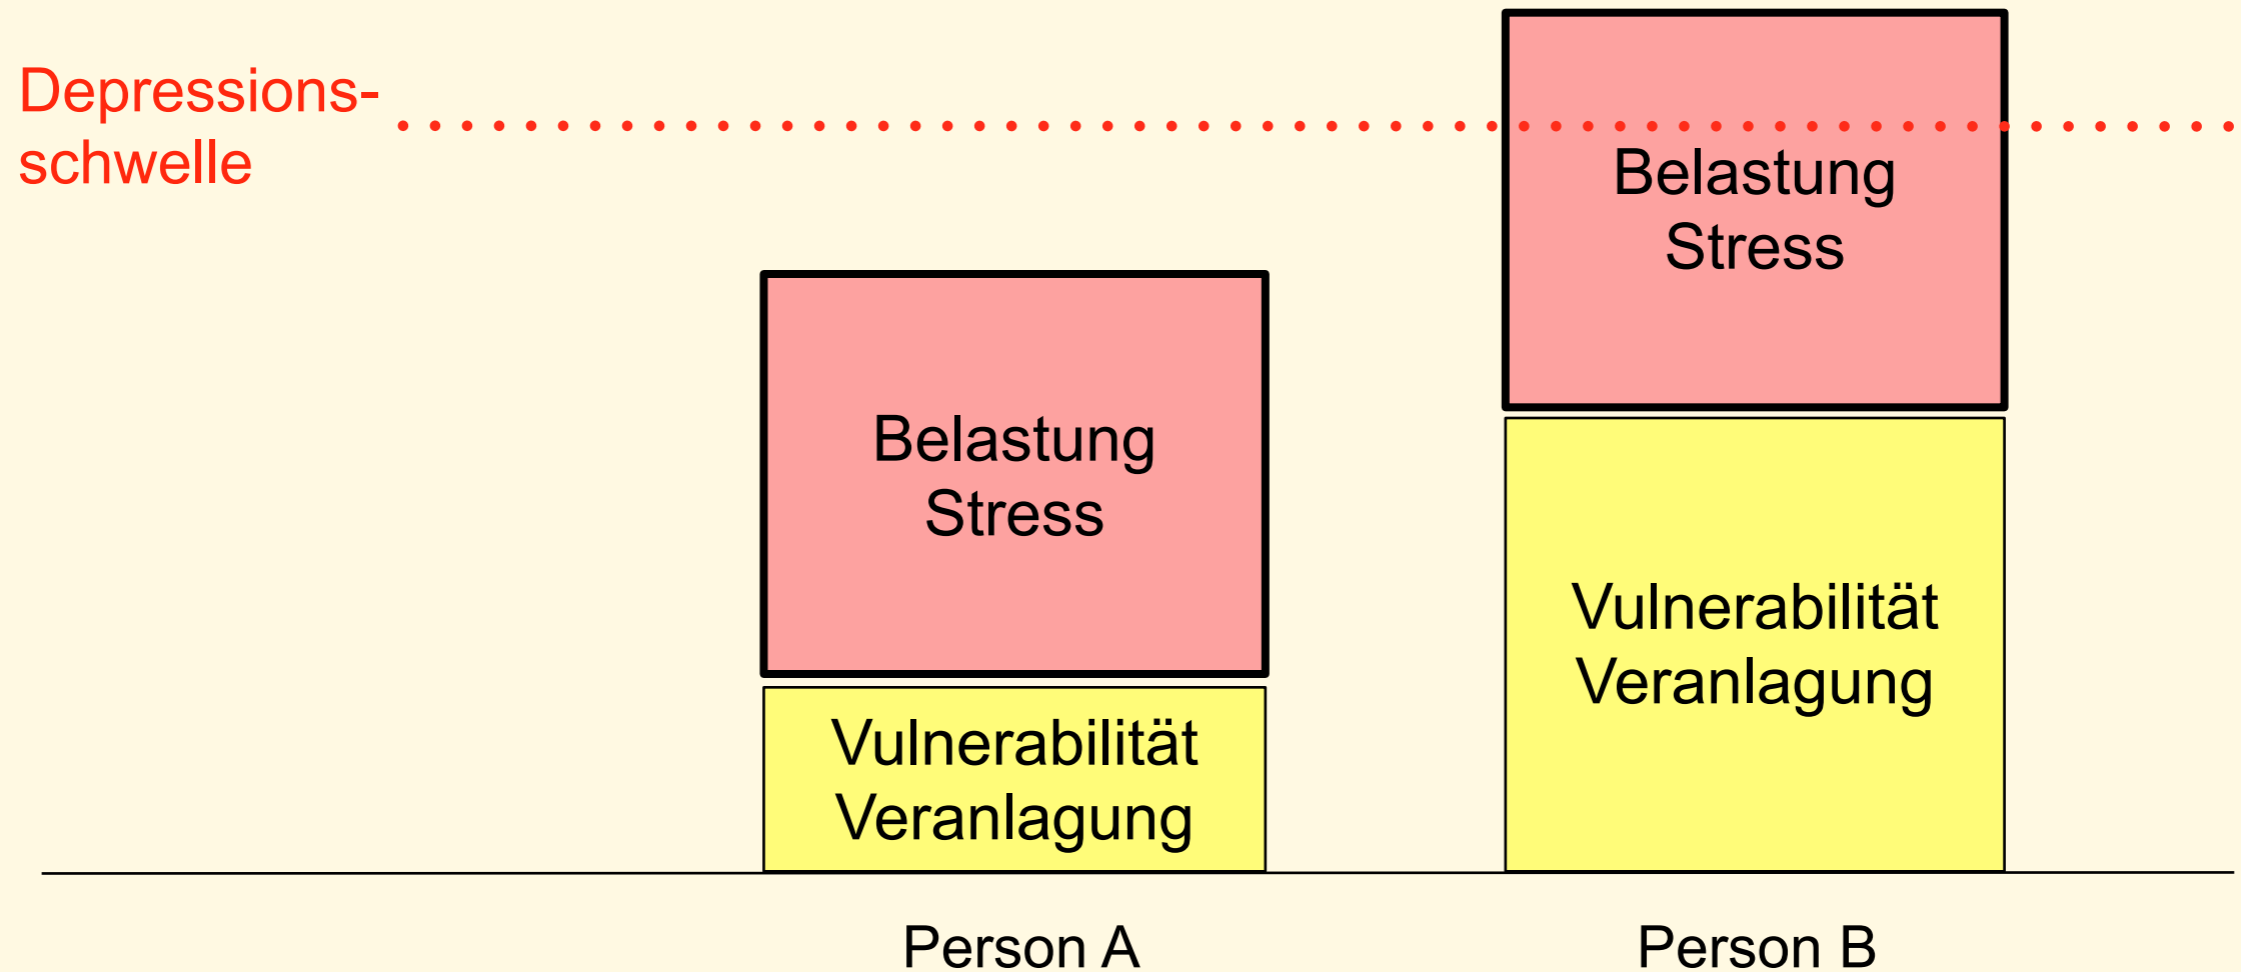 Depressions-
schwelle
Belastung
Stress
Vulnerabilität
Veranlagung
Person A
Belastung
Stress
Vulnerabilität
Veranlagung
Person B